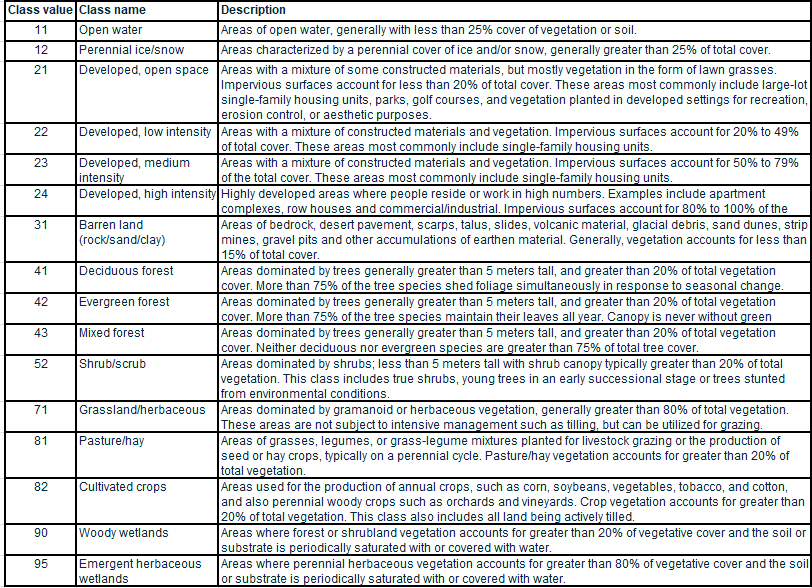 Class value Class name Description
11 Open water Areas of open water, generally with less than 25% cover of vegetation or soil.
12 Perennial ice/snow Areas characterized by a perennial cover of ice and/or snow, generally greater than 25% of total cover.
21 Developed, open space Areas with a mixture of some constructed materials, but mostly vegetation in the form of lawn grasses.
Impervious surfaces account for less than 20% of total cover. These areas most commonly include large-lot
single-family housing units, parks, golf courses, and vegetation planted in developed settings for recreation,
erosion control, or aesthetic purposes.
22 Developed, low intensity Areas with a mixture of constructed materials and vegetation. Impervious surfaces account for 20% to 49%
of total cover. These areas most commonly include single-family housing units.
23 Developed, medium Areas with a mixture of constructed materials and vegetation. Impervious surfaces account for 50% to 79%
intensity of the total cover. These areas most commonly include single-family housing units.
24 Developed, high intensity Highly developed areas where people reside or work in high numbers. Examples include apartment
complexes, row houses and commercial/industrial. Impervious surfaces account for 80% to 100% of the
31 Barren land Areas of bedrock, desert pavement, scarps, talus, slides, volcanic material, glacial debris, sand dunes, strip
(rock/sand/clay) mines, gravel pits and other accumulations of earthen material. Generally, vegetation accounts for less than
15% of total cover.
41 Deciduous forest Areas dominated by trees generally greater than 5 meters tall, and greater than 20% of total vegetation
cover. More than 75% of the tree species shed foliage simultaneously in response to seasonal change.
42 Evergreen forest Areas dominated by trees generally greater than 5 meters tall, and greater than 20% of total vegetation
cover. More than 75% of the tree species maintain their leaves all year. Canopy is never without green
43 Mixed forest Areas dominated by trees generally greater than 5 meters tall, and greater than 20% of total vegetation
cover. Neither deciduous nor evergreen species are greater than 75% of total tree cover.
52 Shrub/scrub Areas dominated by shrubs; less than 5 meters tall with shrub canopy typically greater than 20% of total
vegetation. This class includes true shrubs, young trees in an early successional stage or trees stunted
from environmental conditions.
71 Grassland/herbaceous Areas dominated by gramanoid or herbaceous vegetation, generally greater than 80% of total vegetation.
These areas are not subject to intensive management such as tilling, but can be utilized for grazing.
81 Pasture/hay Areas of grasses, legumes, or grass-legume mixtures planted for livestock grazing or the production of
seed or hay crops, typically on a perennial cycle. Pasture/hay vegetation accounts for greater than 20% of
total vegetation.
82 Cultivated crops Areas used for the production of annual crops, such as corn, soybeans, vegetables, tobacco, and cotton,
and also perennial woody crops such as orchards and vineyards. Crop vegetation accounts for greater than
20% of total vegetation. This class also includes all land being actively tilled.
90 Woody wetlands Areas where forest or shrubland vegetation accounts for greater than 20% of vegetative cover and the soil or
substrate is periodically saturated with or covered with water.
95 Emergent herbaceous Areas where perennial herbaceous vegetation accounts for greater than 80% of vegetative cover and the soil
wetlands or substrate is periodically saturated with or covered with water.